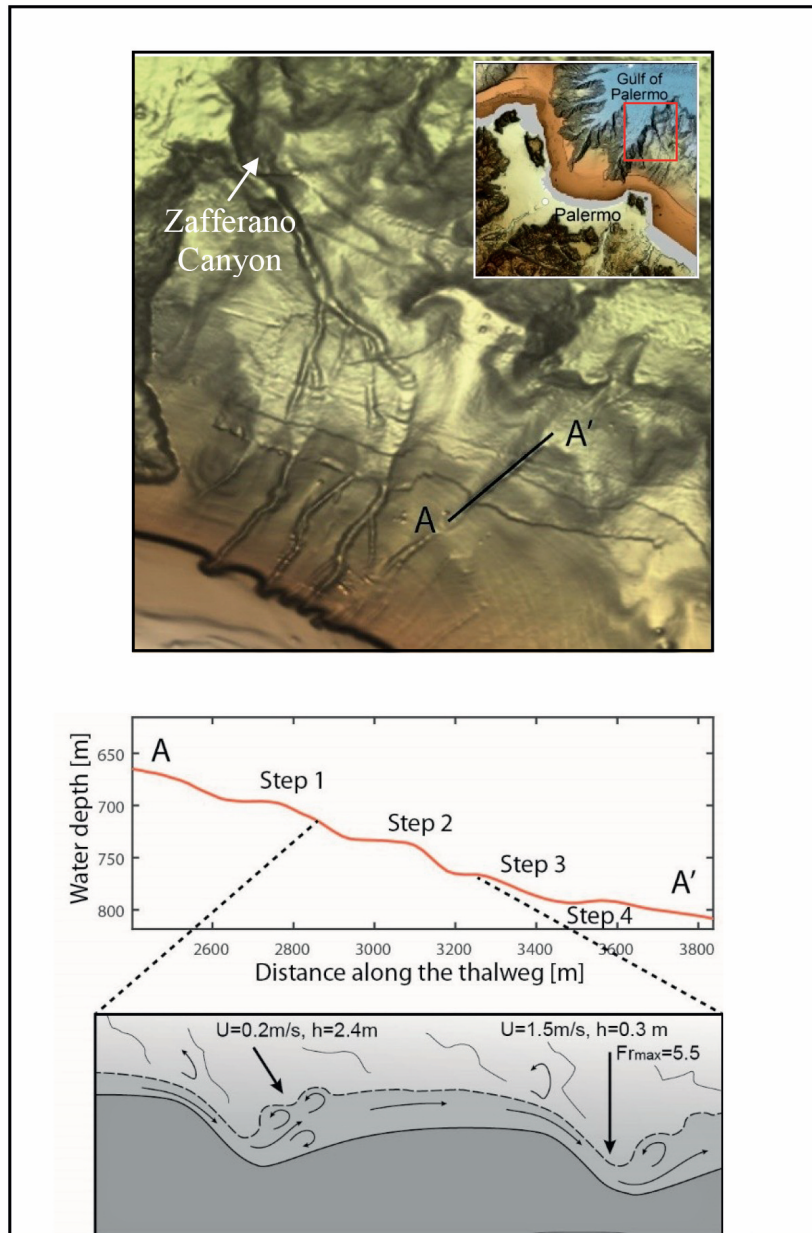 Gulf of
Palermo
Palermo
Zafferano
Canyon
A'
A
Water depth [m]
650
700
750
800
A
Step 1
Step 2
Step 3
Step 4
A'
2600
2800
3000
3200
3400
3600
3800
Distance along the thalweg [m]
U=0.2m/s, h=2.4m
U=1.5m/s, h=0.3 m
Frmax=5.5